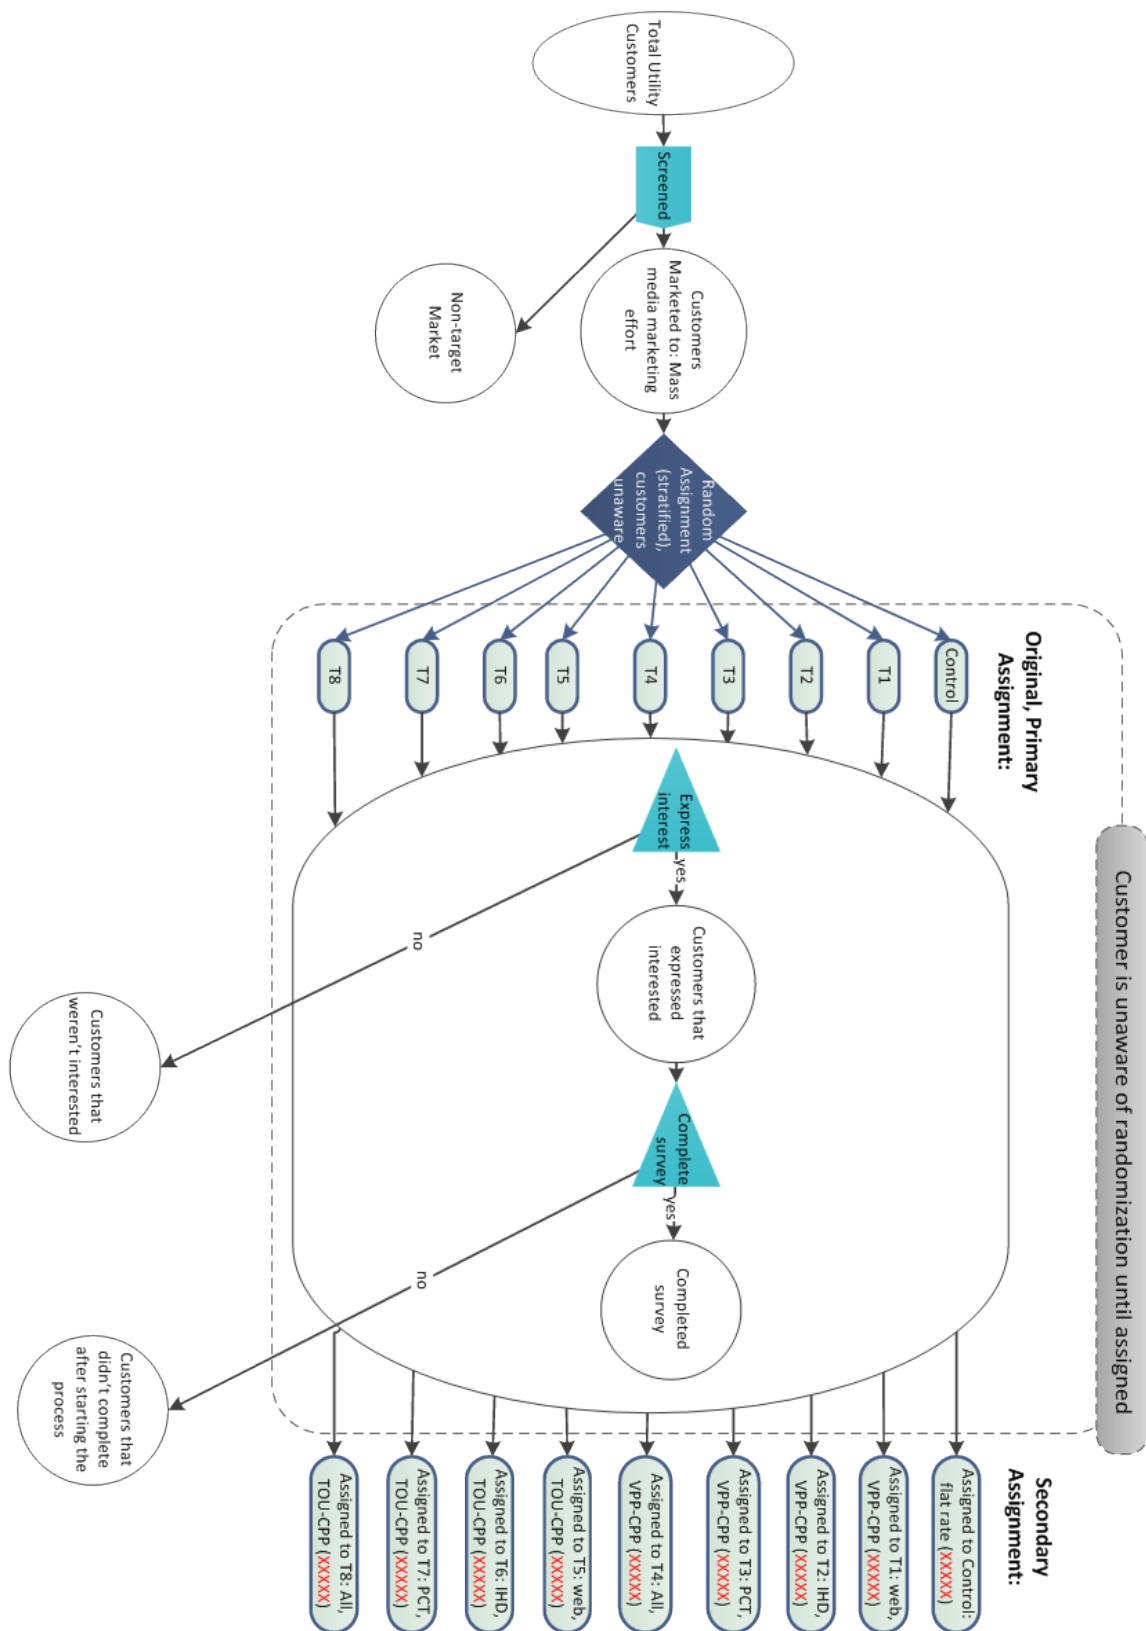 Total Utility
Customers
Screened
Customers
Marketed to: Mass
media marketing
effort
Non-target
Market
Random
Assignment
(stratified),
customers
unaware
Original, Primary
Assignment:
Customer is unaware of randomization until assigned
Control
T1
T2
T3
T4
T5
T6
T7
T8
Express
interest
yes
no
Customers that
expressed
interested
Customers that
weren't interested
Complete
survey
yes
no
Completed
survey
Customers that
didn't complete
after starting the
process
Secondary
Assignment:
Assigned to Control:
flat rate (XXXXX)
Assigned to T1: web,
VPP-CPP (XXXXX)
Assigned to T2: IHD,
VPP-CPP (XXXXX)
Assigned to T3: PCT,
VPP-CPP (XXXXX)
Assigned to T4: All,
VPP-CPP (XXXXX)
Assigned to T5: web,
TOU-CPP (XXXXX)
Assigned to T6: IHD,
TOU-CPP (XXXXX)
Assigned to T7: PCT,
TOU-CPP (XXXXX)
Assigned to T8: All,
TOU-CPP (XXXXX)